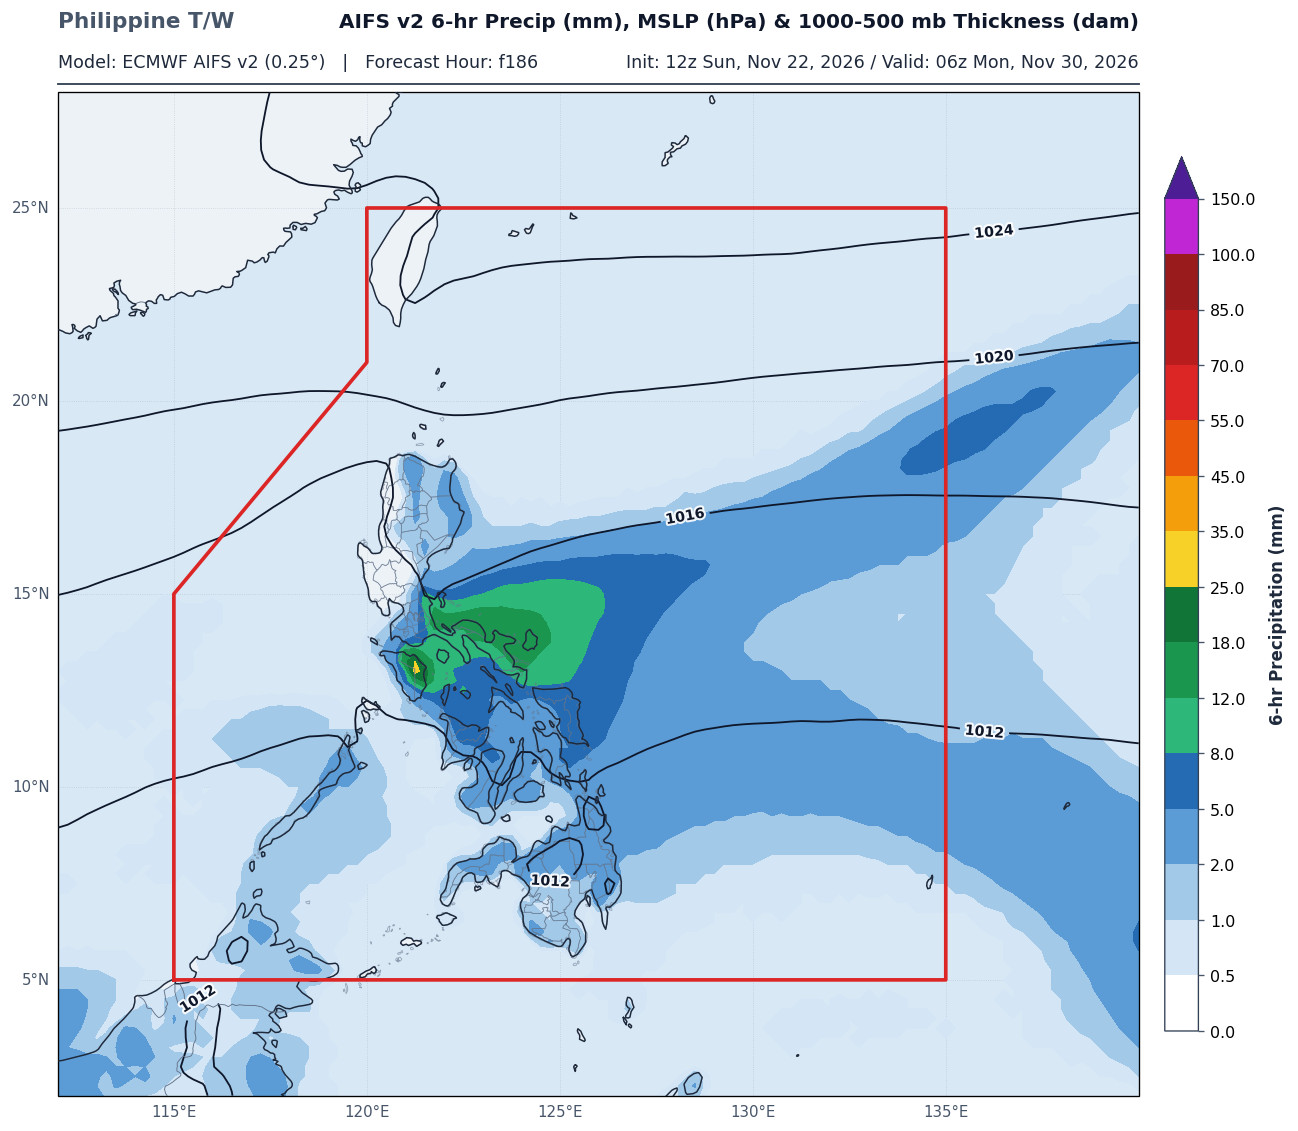 Philippine T/W
AIFS v2 6-hr Precip (mm), MSLP (hPa) & 1000-500 mb Thickness (dam)
Model: ECMWF AIFS v2 (0.25°)   |   Forecast Hour: f186
Init: 12z Sun, Nov 22, 2026 / Valid: 06z Mon, Nov 30, 2026
25°N
20°N
15°N
10°N
5°N
1024
1020
1016
1012
1012
1012
115°E
120°E
125°E
130°E
135°E
150.0
100.0
85.0
70.0
55.0
45.0
35.0
25.0
18.0
12.0
8.0
5.0
2.0
1.0
0.5
0.0
6-hr Precipitation (mm)